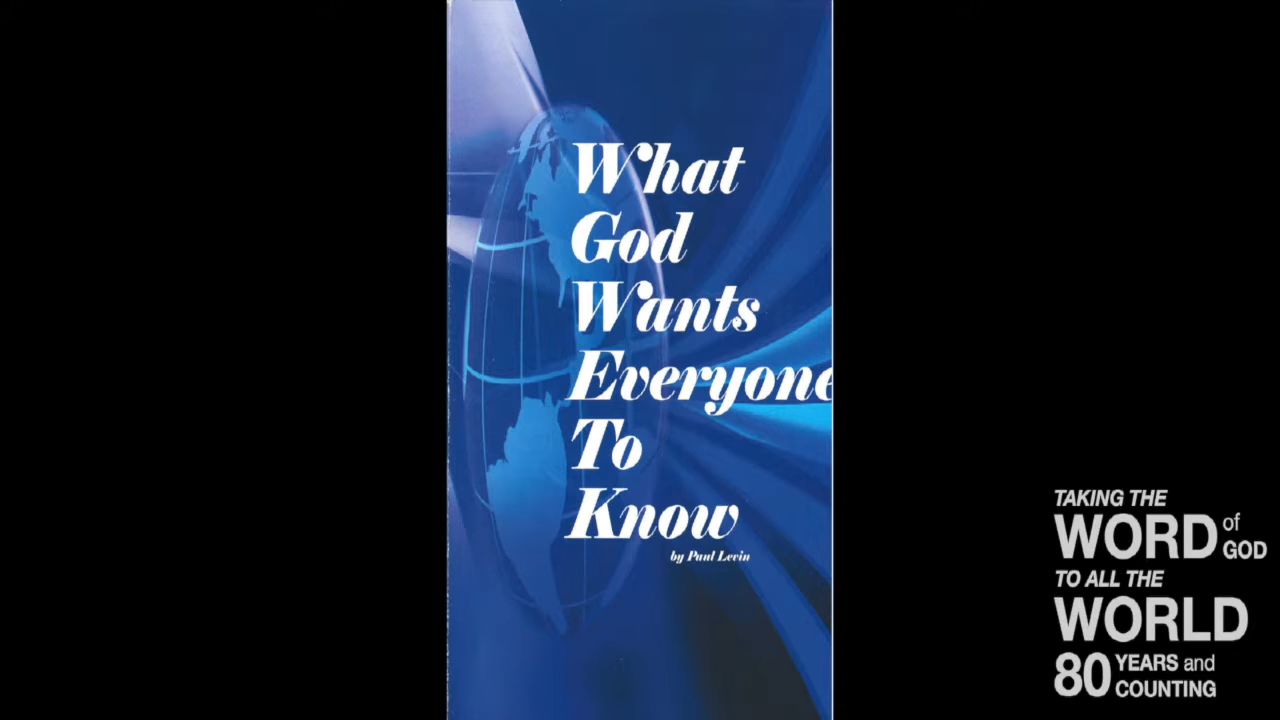 What
God
Wants
Everyone
To
Know
by Paul Levin
TAKING THE
WORD of GOD
TO ALL THE
WORLD
80 YEARS and
COUNTING